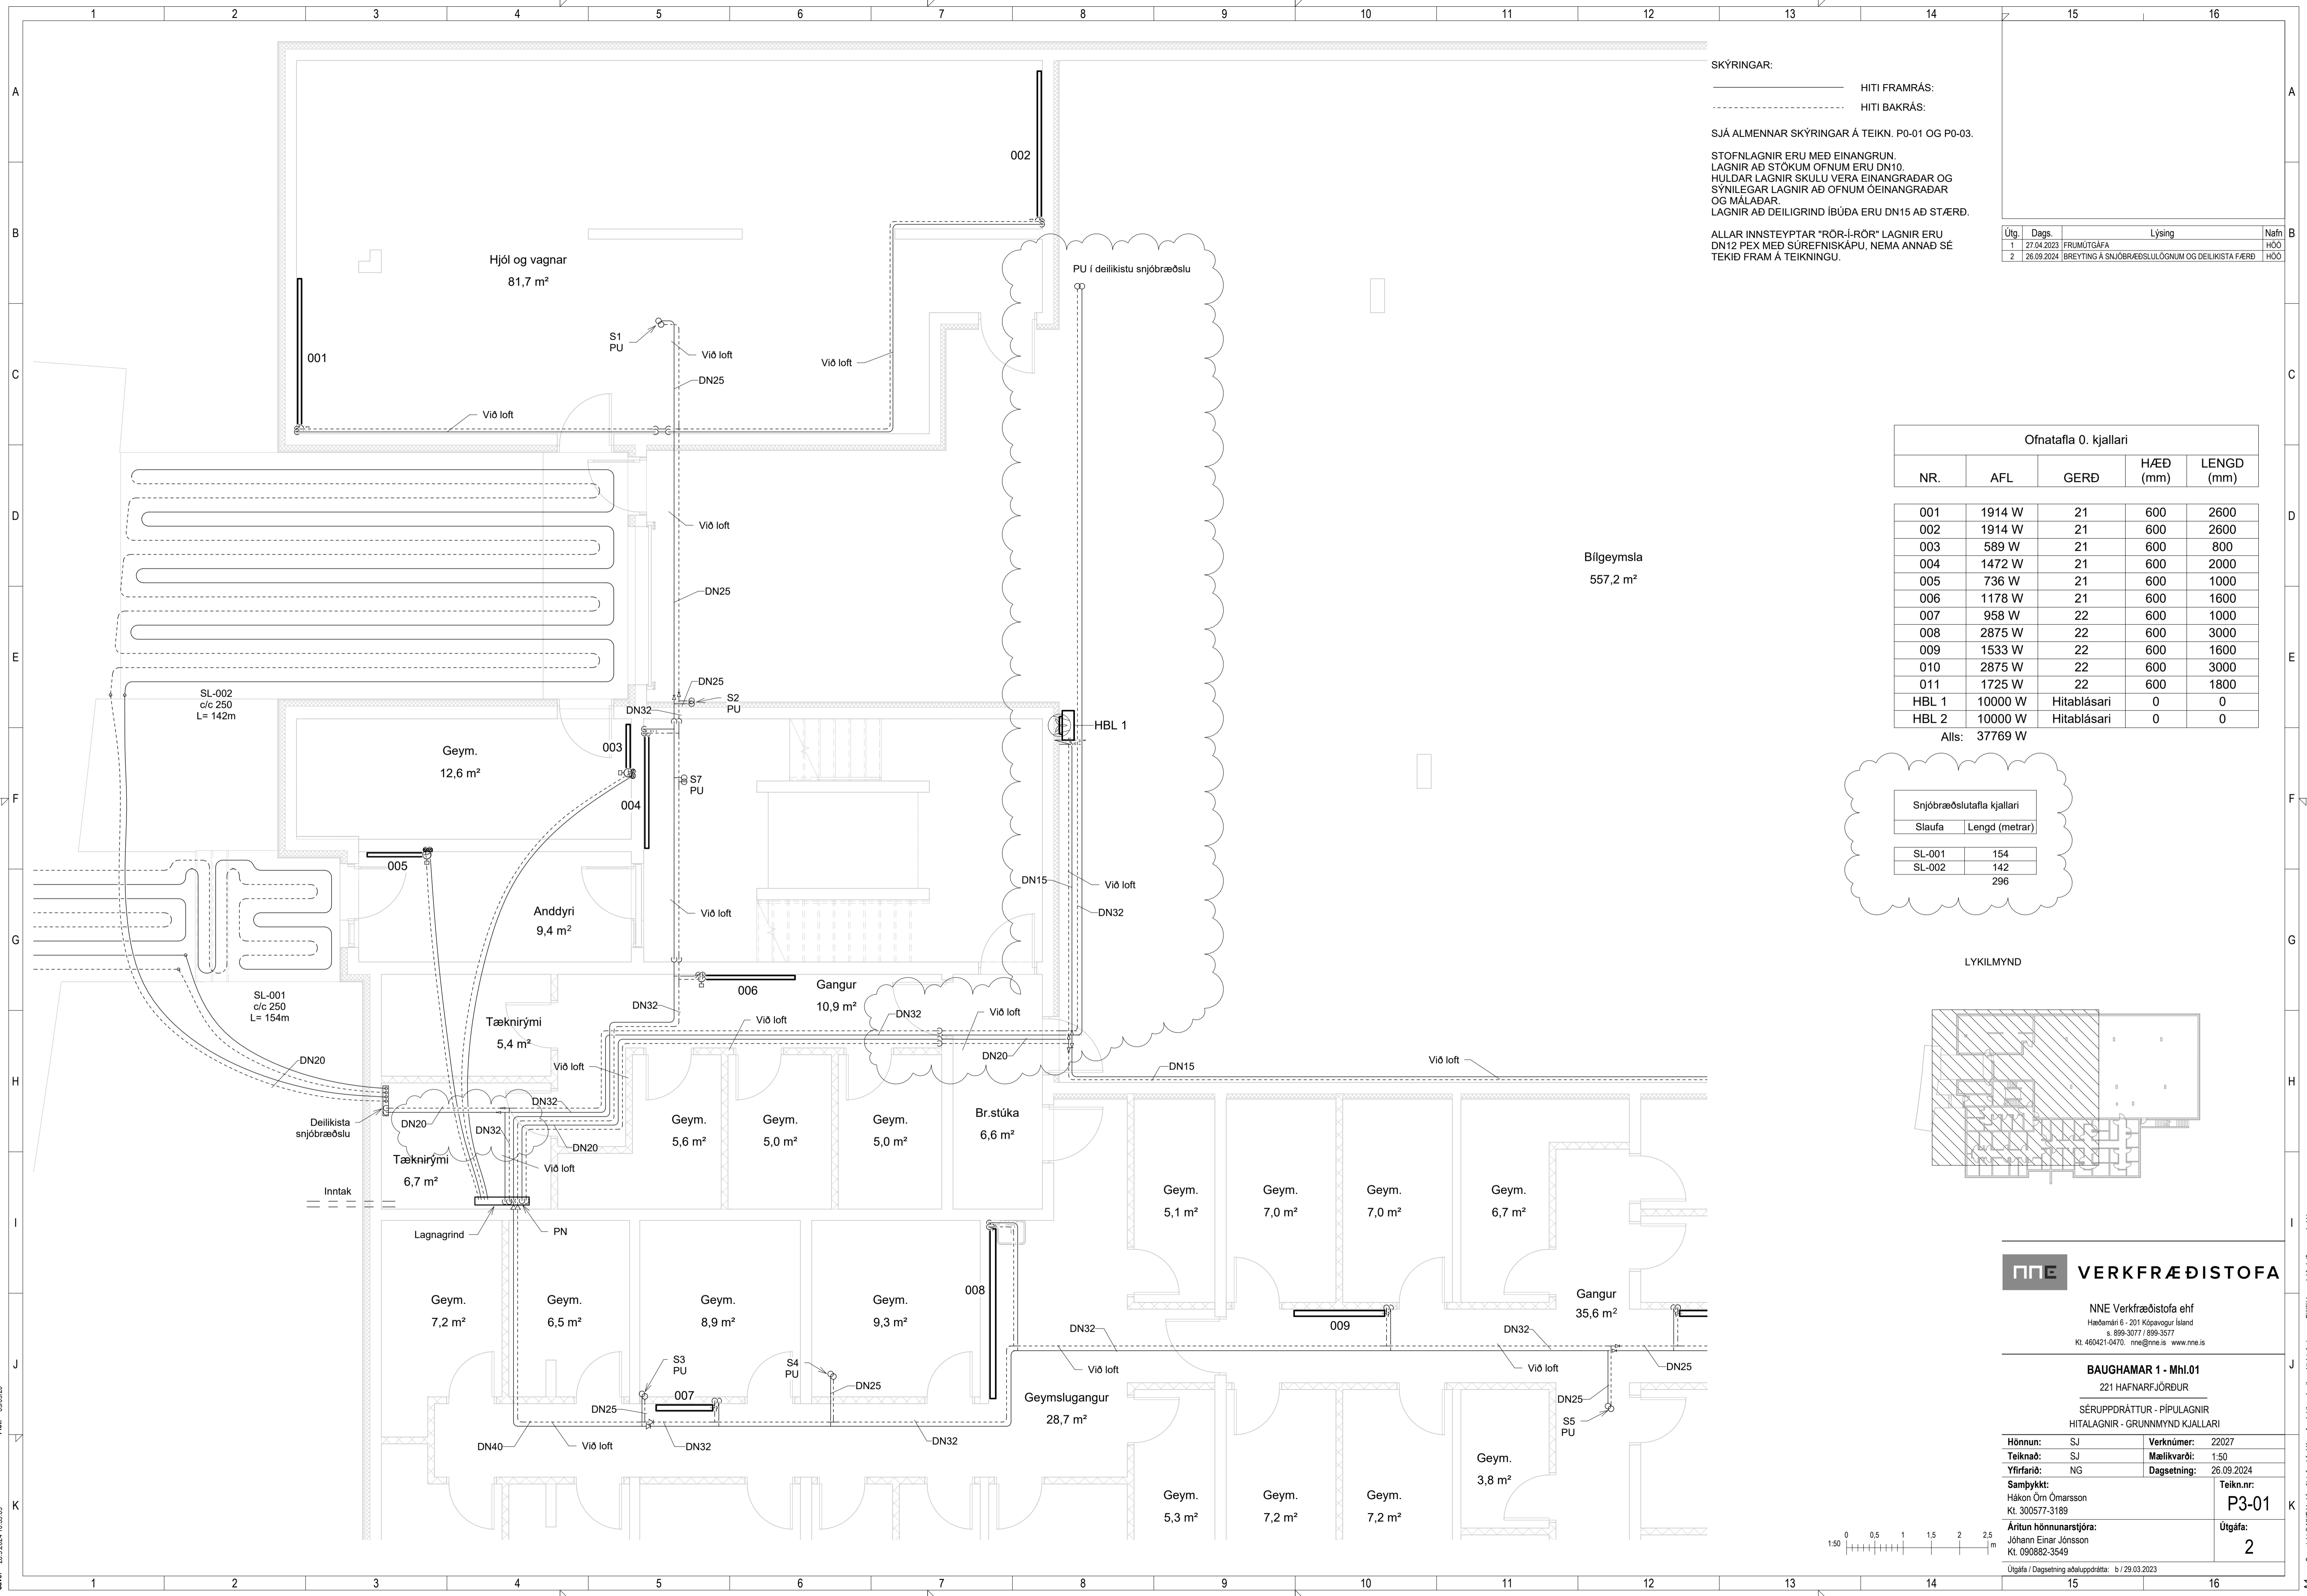 1 2 3 4 5 6 7 8 9 10 11 12 13 14 15 16
A
B
C
D
E
F
G
H
I
J
K
SKÝRINGAR:
HITI FRAMRÁS:
HITI BAKRÁS:
SJÁ ALMENNAR SKÝRINGAR Á TEIKN. P0-01 OG P0-03.
STOFNLAGNIR ERU MEÐ EINANGRUN.
LAGNIR AÐ STÖKUM OFNUM ERU DN10.
HULDAR LAGNIR SKULU VERA EINANGRAÐAR OG
SÝNILEGAR LAGNIR AÐ OFNUM ÓEINANGRAÐAR
OG MÁLAÐAR.
LAGNIR AÐ DEILIGRIND ÍBÚÐA ERU DN15 AÐ STÆRÐ.
ALLAR INNSTEYPTAR "RÖR-Í-RÖR" LAGNIR ERU
DN12 PEX MEÐ SÚREFNISKÁPU, NEMA ANNAÐ SÉ
TEKIÐ FRAM Á TEIKNINGU.
Útg. Dags. Lýsing Nafn
1 27.04.2023 FRUMÚTGÁFA HÖÓ
2 26.09.2024 BREYTING Á SNJÓBRÆÐSLULÖGNUM OG DEILIKISTA FÆRÐ HÖÓ
002
Hjól og vagnar
81,7 m²
PU í deilikistu snjóbræðslu
001
S1
PU
Við loft
DN25
Við loft
Við loft
Við loft
DN25
Bílgeymsla
557,2 m²
DN25
S2
PU
DN32
SL-002
c/c 250
L= 142m
HBL 1
Geym.
12,6 m²
003
004
S7
PU
005
DN15
Við loft
DN32
Anddyri
9,4 m²
Við loft
006
Gangur
10,9 m²
DN32
SL-001
c/c 250
L= 154m
Tæknirými
5,4 m²
Við loft
DN32
Við loft
DN20
Við loft
DN20
DN15
Við loft
Deilikista
snjóbræðslu
DN20
DN32
DN32
DN20
Við loft
Tæknirými
6,7 m²
Inntak
Lagnagrind
PN
Geym.
5,6 m²
Geym.
5,0 m²
Geym.
5,0 m²
Br.stúka
6,6 m²
Geym.
5,1 m²
Geym.
7,0 m²
Geym.
7,0 m²
Geym.
6,7 m²
Geym.
7,2 m²
Geym.
6,5 m²
Geym.
8,9 m²
Geym.
9,3 m²
008
Gangur
35,6 m²
009
DN32
DN32
Við loft
Við loft
DN25
S3
PU
007
DN25
S4
PU
DN25
Geymslugangur
28,7 m²
DN25
S5
PU
DN40
Við loft
DN32
DN32
Geym.
3,8 m²
Geym.
5,3 m²
Geym.
7,2 m²
Geym.
7,2 m²
Ofnatafla 0. kjallari
NR. AFL GERÐ HÆÐ (mm) LENGD (mm)
001 1914 W 21 600 2600
002 1914 W 21 600 2600
003 589 W 21 600 800
004 1472 W 21 600 2000
005 736 W 21 600 1000
006 1178 W 21 600 1600
007 958 W 22 600 1000
008 2875 W 22 600 3000
009 1533 W 22 600 1600
010 2875 W 22 600 3000
011 1725 W 22 600 1800
HBL 1 10000 W Hitablásari 0 0
HBL 2 10000 W Hitablásari 0 0
Alls: 37769 W
Snjóbræðslutafla kjallari
Slaufa Lengd (metrar)
SL-001 154
SL-002 142
296
LYKILMYND
nne VERKFRÆÐISTOFA
NNE Verkfræðistofa ehf
Hæðamári 6 - 201 Kópavogur Ísland
s. 899-3077 / 899-3577
Kt. 460421-0470. nne@nne.is www.nne.is
BAUGHAMAR 1 - Mhl.01
221 HAFNARFJÖRÐUR
SÉRUPPDRÁTTUR - PÍPULAGNIR
HITALAGNIR - GRUNNMYND KJALLARI
Hönnun: SJ Verknúmer: 22027
Teiknað: SJ Mælikvarði: 1:50
Yfirfarið: NG Dagsetning: 26.09.2024
Samþykkt: Teikn.nr:
Hákon Örn Ómarsson
Kt. 300577-3189
P3-01
Áritun hönnunarstjóra: Útgáfa:
Jóhann Einar Jónsson
Kt. 090882-3549
2
Útgáfa / Dagsetning aðaluppdrátta: b / 29.03.2023
1:50 0 0,5 1 1,5 2 2,5 m